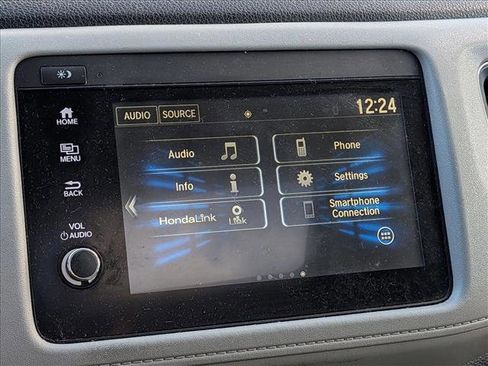 AUDIO SOURCE 12:24
HOME
MENU
BACK
VOL
AUDIO
Audio
Phone
Info
i
Settings
HondaLink
Link
Smartphone
Connection